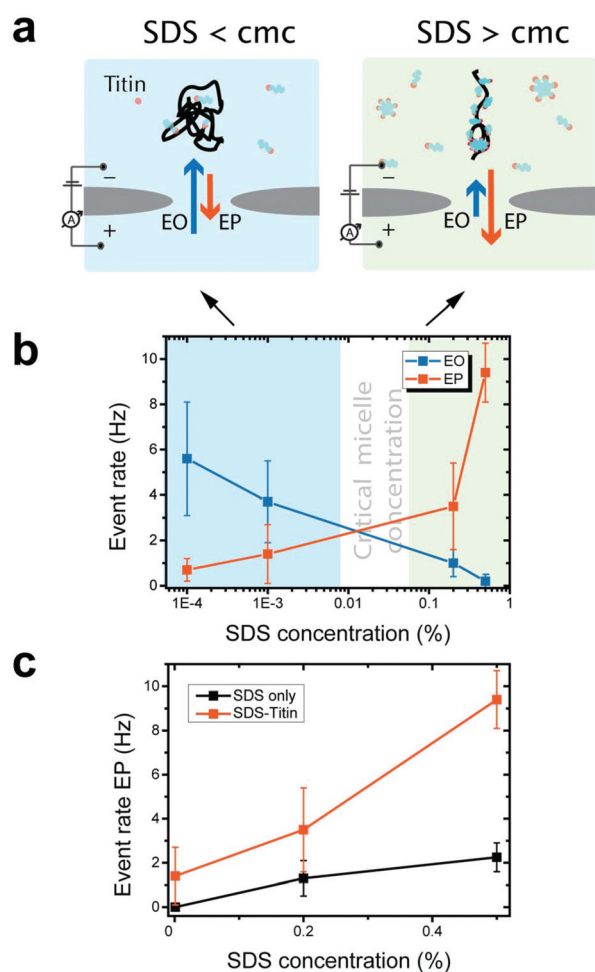 a
SDS < cmc
SDS > cmc
Titin
−
−
A
A
+
+
EO
EP
EO
EP
b
10
8
6
4
2
0
Event rate (Hz)
EO
EP
Critical micelle
concentration
1E-4
1E-3
0.01
0.1
1
SDS concentration (%)
c
10
8
6
4
2
0
Event rate EP (Hz)
SDS only
SDS-Titin
0
0.2
0.4
SDS concentration (%)